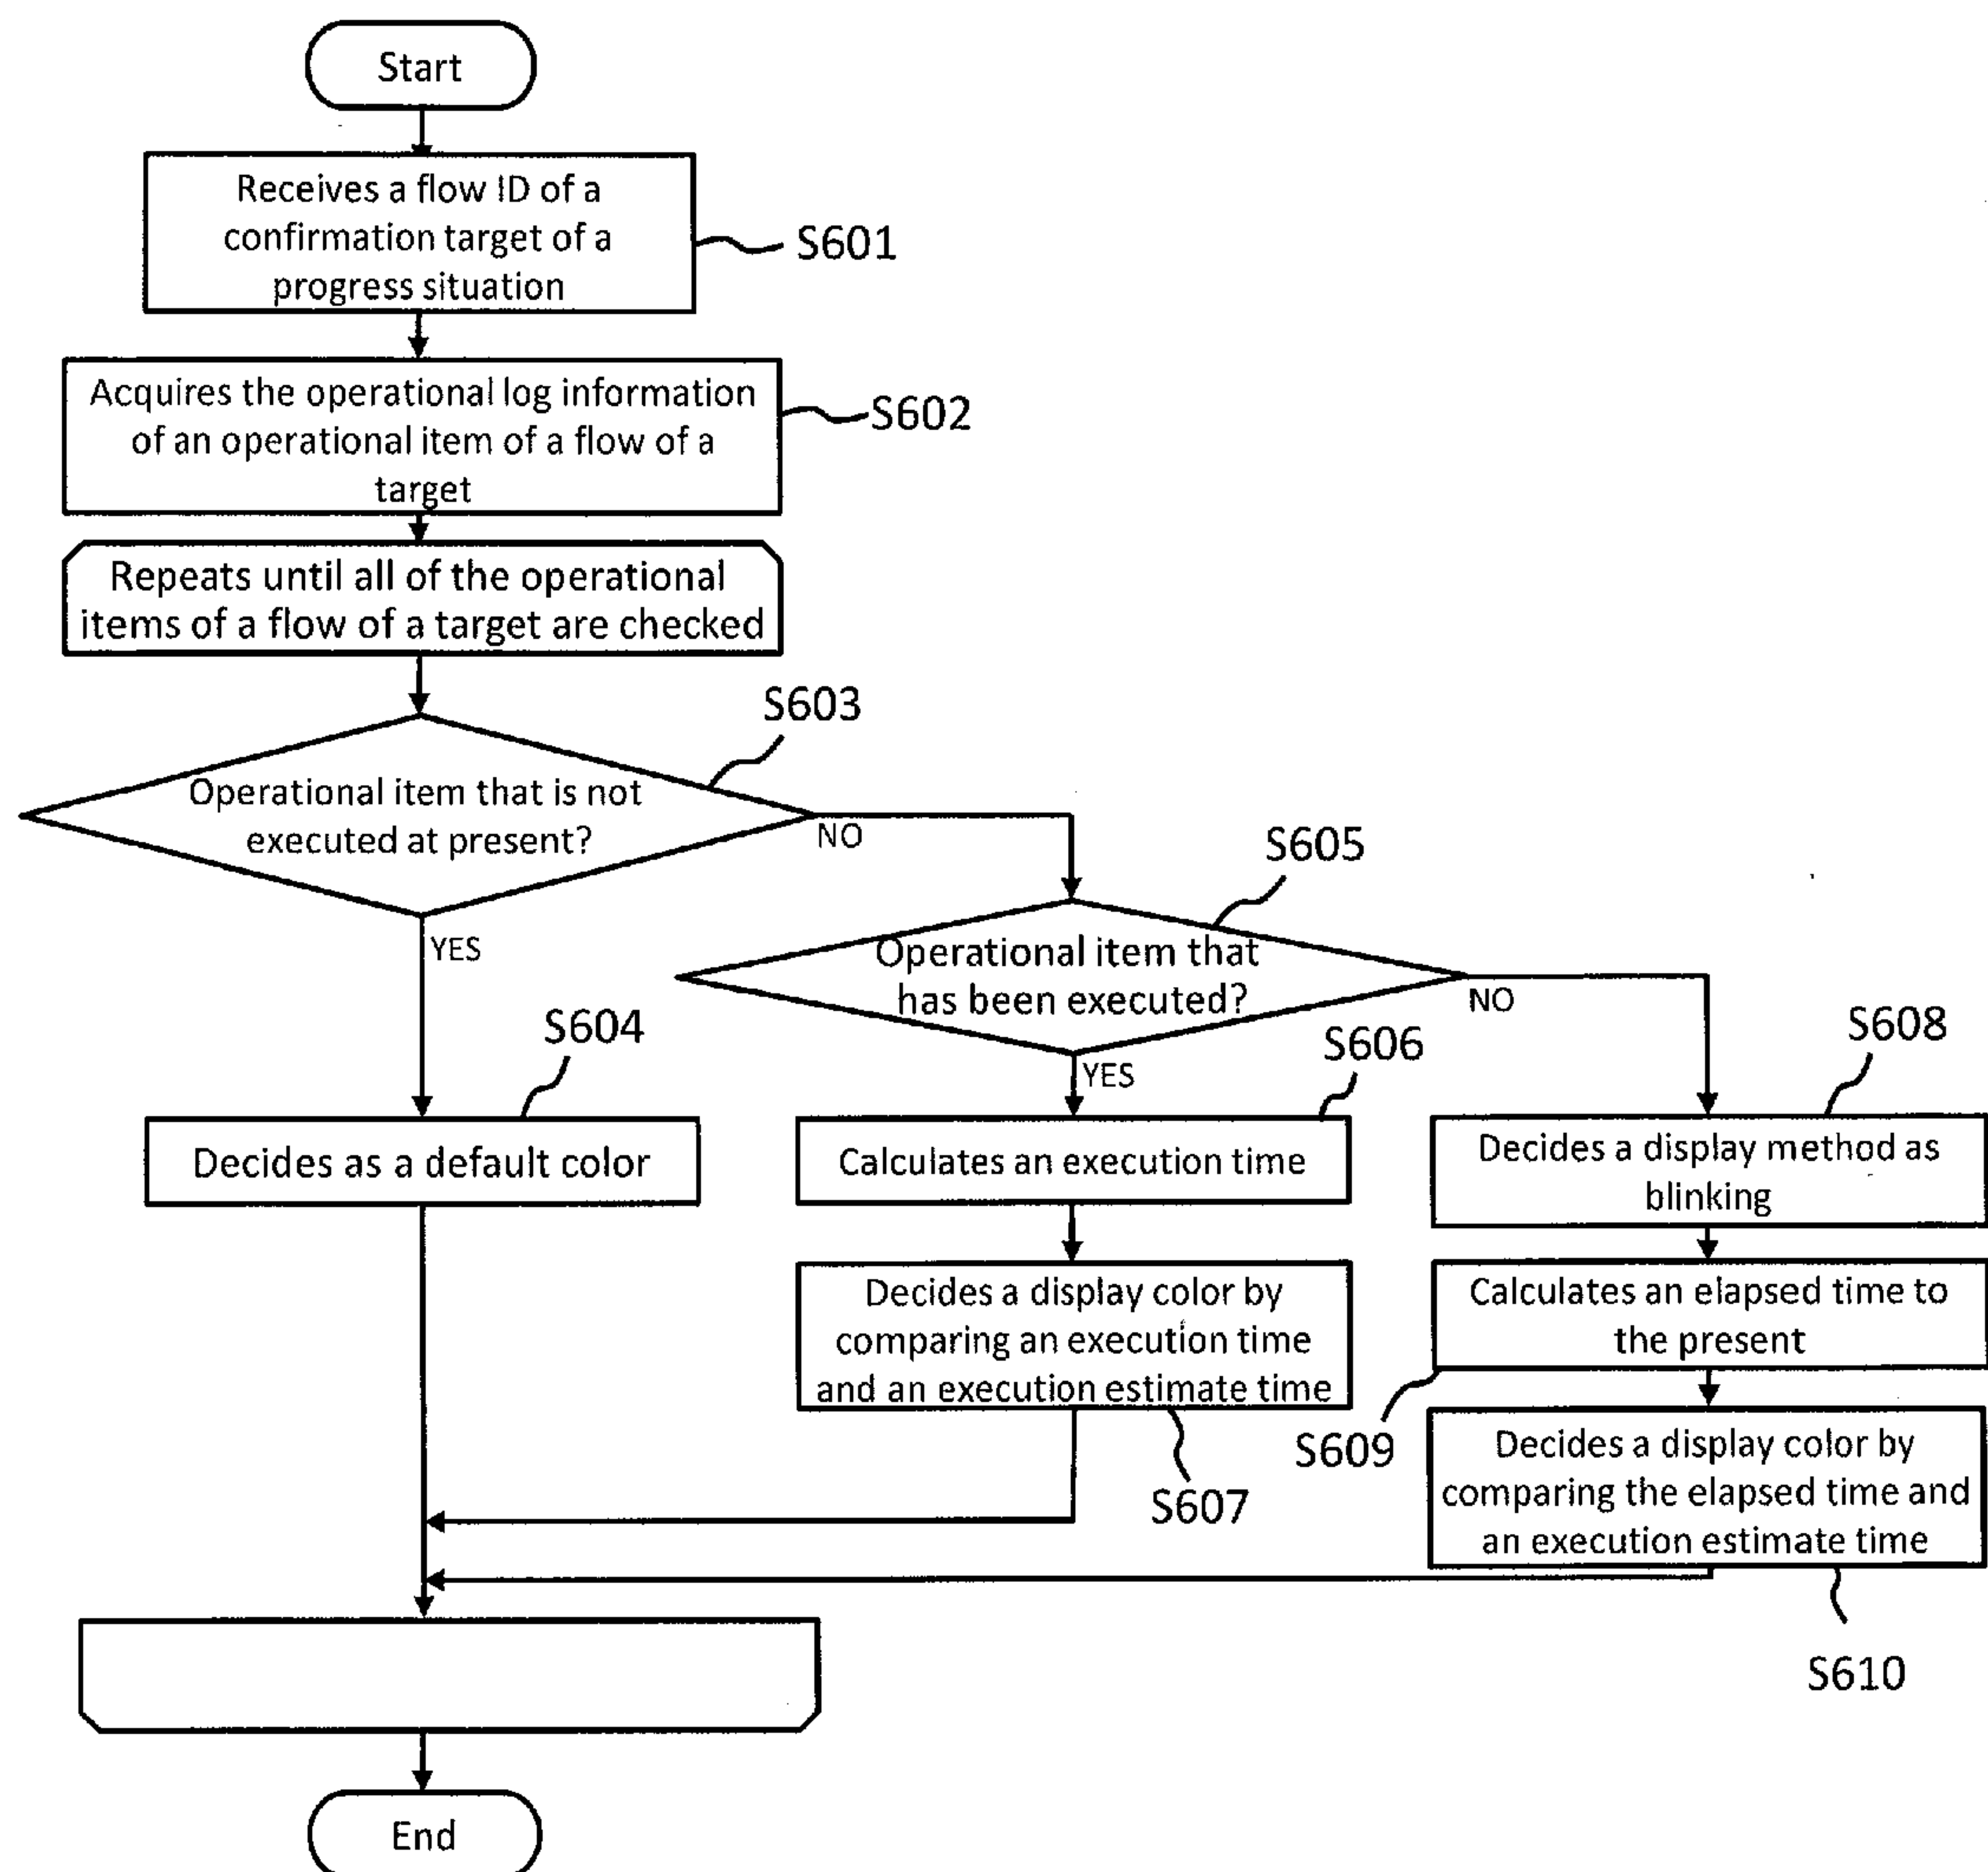 Start
Receives a flow ID of a
confirmation target of a
progress situation
S601
Acquires the operational log information
of an operational item of a flow of a
target
S602
Repeats until all of the operational
items of a flow of a target are checked
S603
Operational item that is not
executed at present?
NO
YES
S605
Operational item that
has been executed?
NO
YES
S604
Decides as a default color
S606
Calculates an execution time
S608
Decides a display method as
blinking
Decides a display color by
comparing an execution time
and an execution estimate time
S607
Calculates an elapsed time to
the present
S609
Decides a display color by
comparing the elapsed time and
an execution estimate time
S610
End